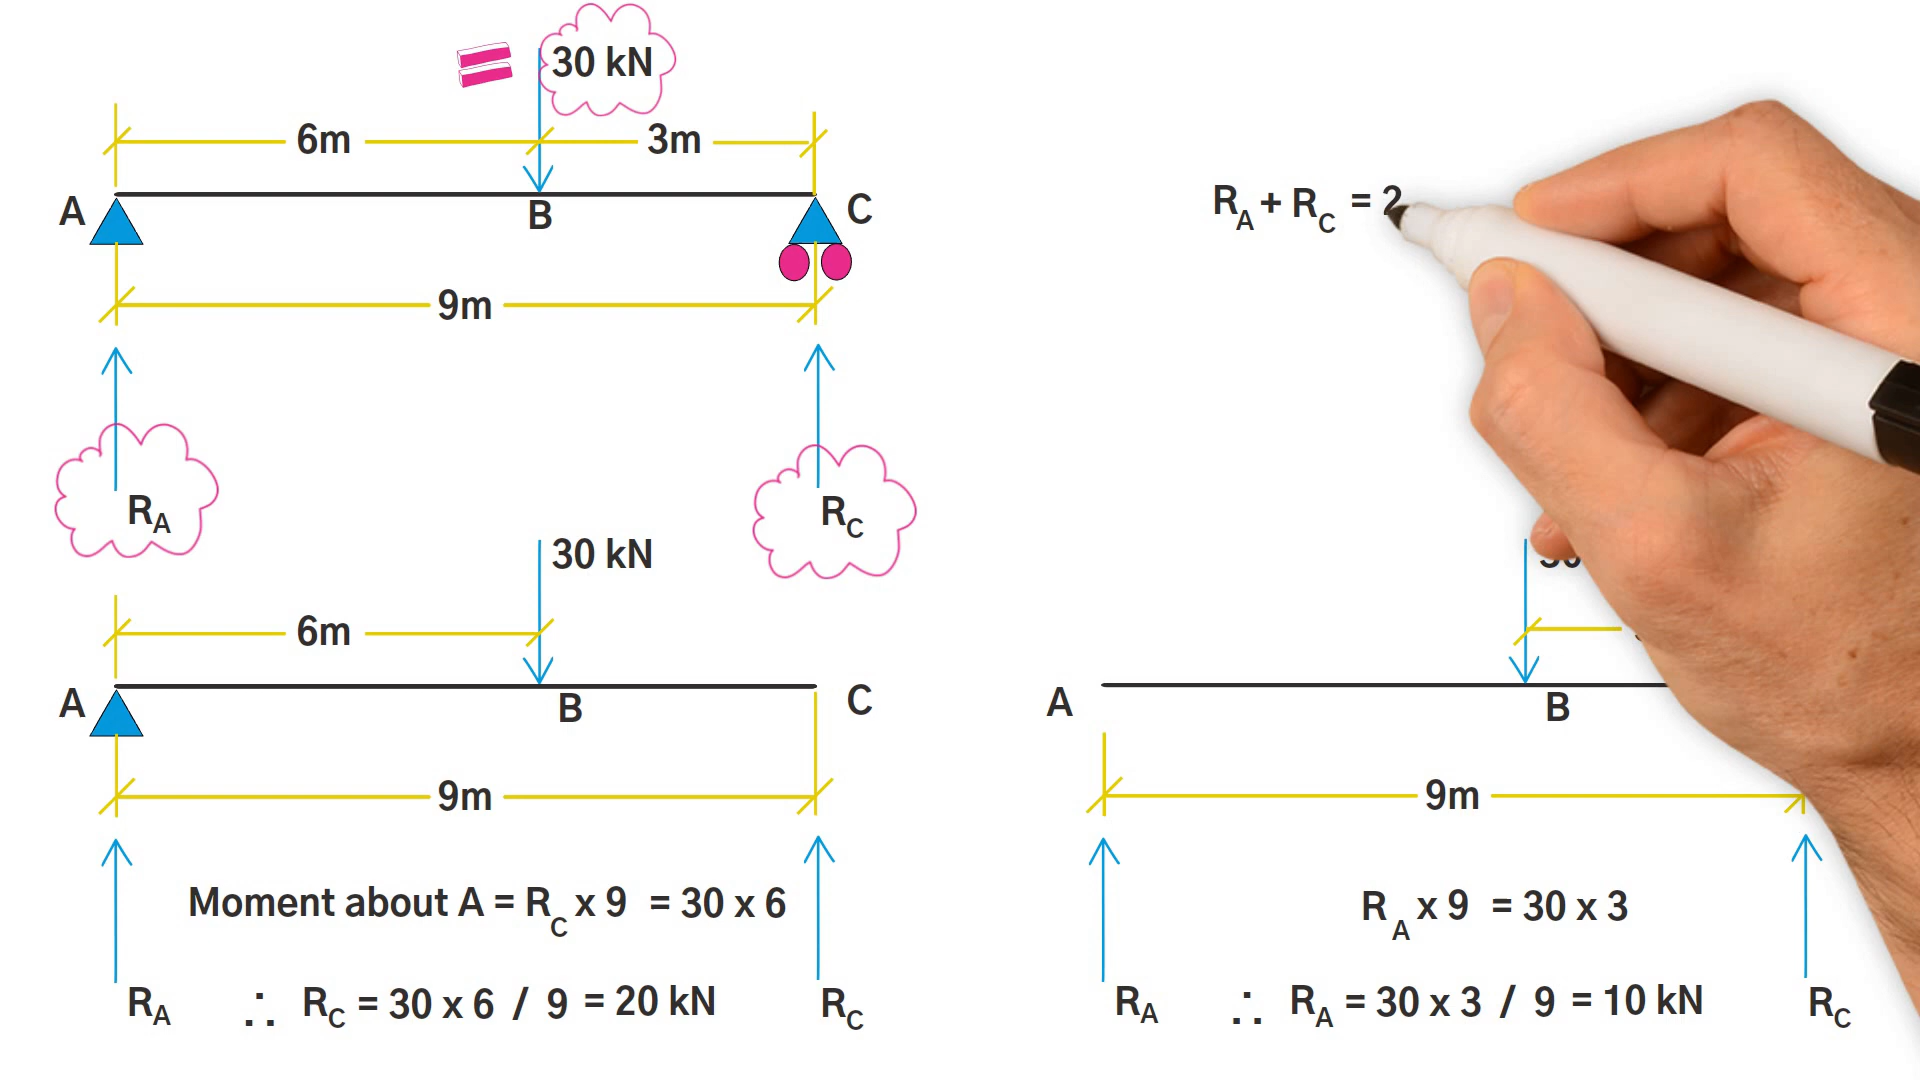 30 kN
6m
3m
A
B
C
9m
R_A
R_C
30 kN
6m
A
B
C
9m
Moment about A = R_C x 9 = 30 x 6
R_A
∴ R_C = 30 x 6 / 9 = 20 kN
R_C
R_A + R_C = 2
A
B
9m
R_A x 9 = 30 x 3
R_A
∴ R_A = 30 x 3 / 9 = 10 kN
R_C